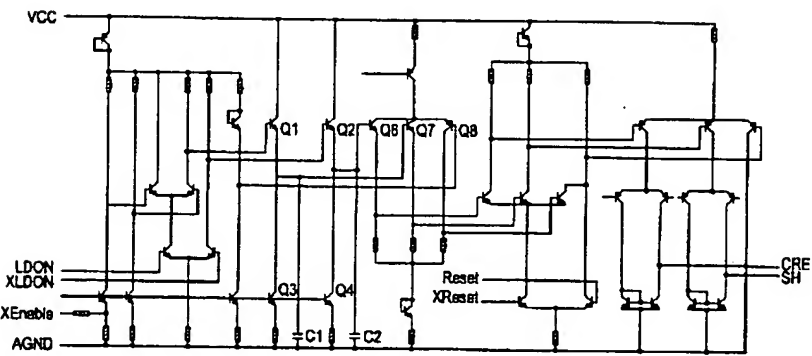 VCC
Q1
Q2
Q6
Q7
Q8
LDON
XLDON
Reset
XReset
CRE
SH
Q3
Q4
XEnable
C1
C2
AGND